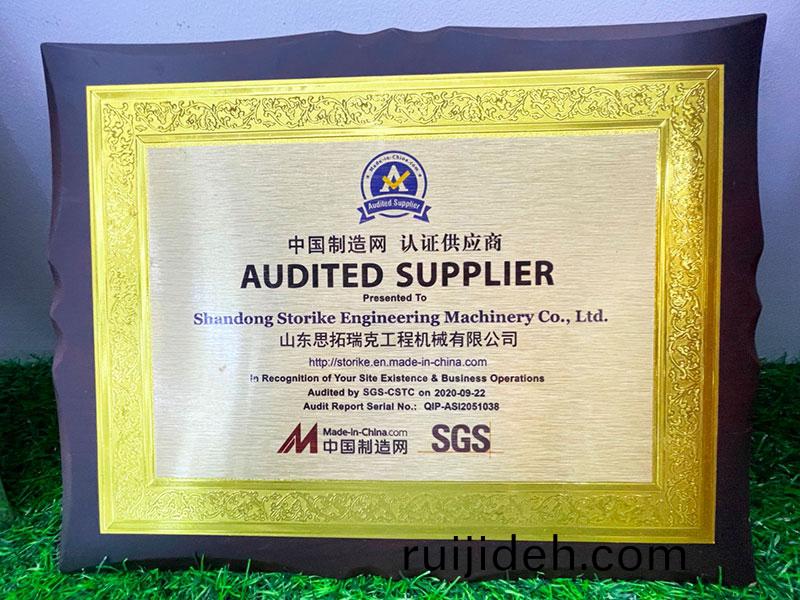 Made-in-China.com
A
Audited Supplier
中国制造网 认证供应商
AUDITED SUPPLIER
Presented To
Shandong Storike Engineering Machinery Co., Ltd.
山东思拓瑞克工程机械有限公司
http://storike.en.made-in-china.com
in Recognition of Your Site Existence & Business Operations
Audited by SGS-CSTC on 2020-09-22
Audit Report Serial No.: QIP-ASI2051038
Made-in-China.com
中国制造网
SGS
ruijideh.com